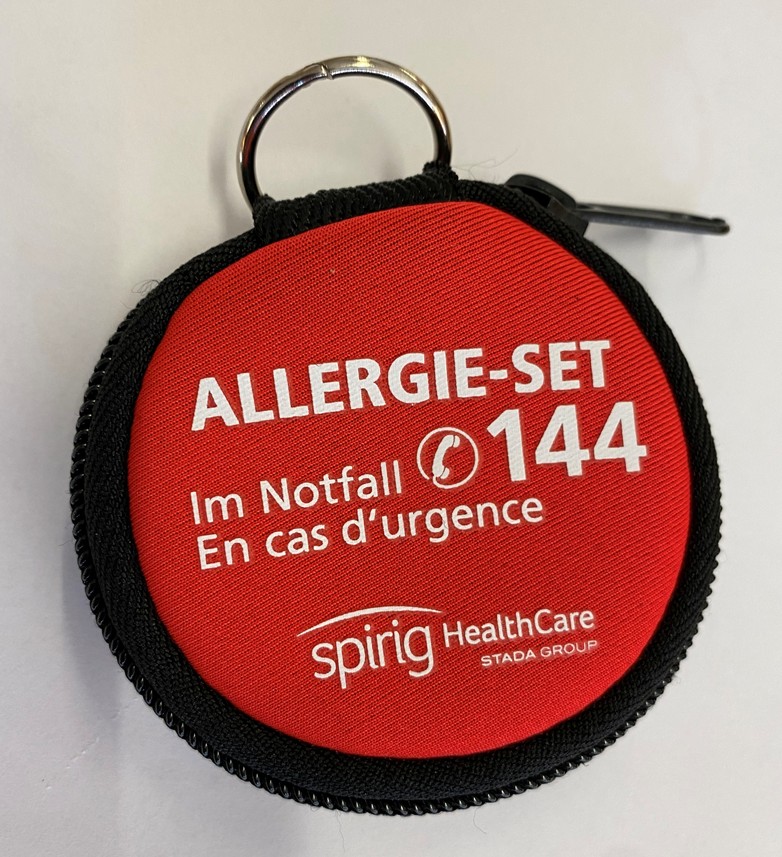 ALLERGIE-SET
Im Notfall 144
En cas d‘urgence
spirig HealthCare
STADA GROUP